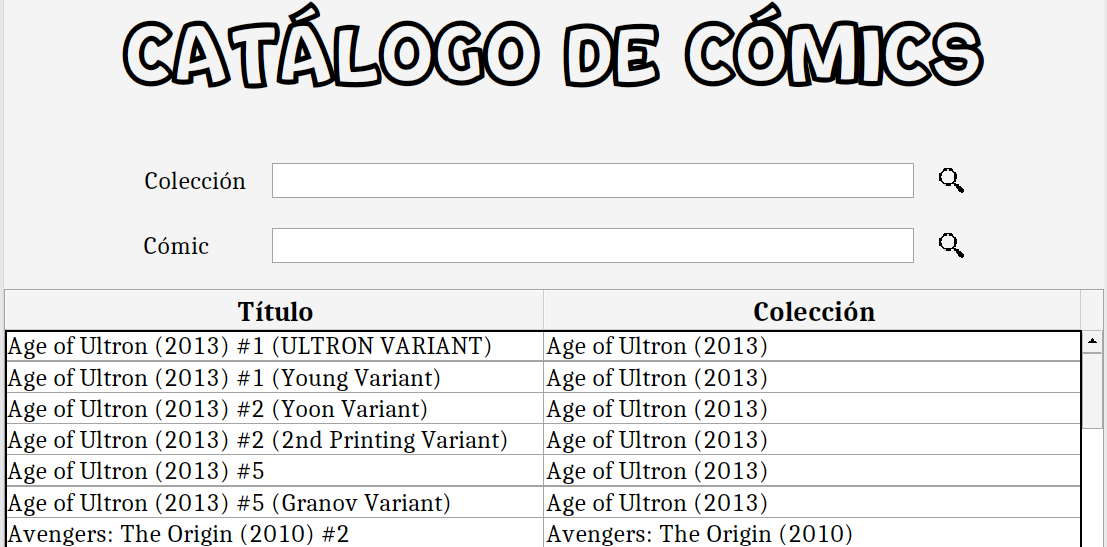 CATÁLOGO DE CÓMICS
Colección
Cómic
Título Colección
Age of Ultron (2013) #1 (ULTRON VARIANT) Age of Ultron (2013)
Age of Ultron (2013) #1 (Young Variant) Age of Ultron (2013)
Age of Ultron (2013) #2 (Yoon Variant) Age of Ultron (2013)
Age of Ultron (2013) #2 (2nd Printing Variant) Age of Ultron (2013)
Age of Ultron (2013) #5 Age of Ultron (2013)
Age of Ultron (2013) #5 (Granov Variant) Age of Ultron (2013)
Avengers: The Origin (2010) #2 Avengers: The Origin (2010)